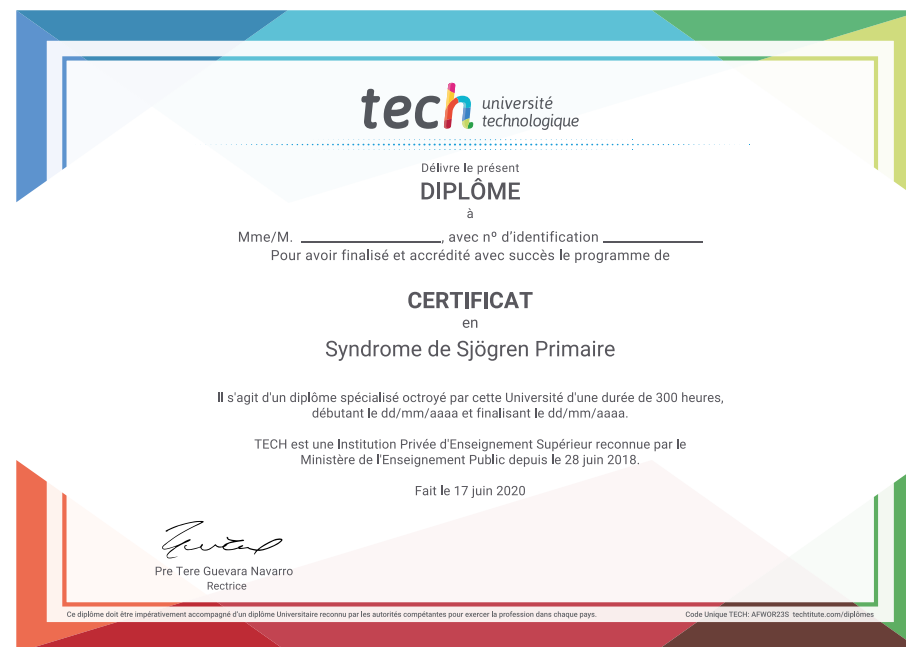 tech université
technologique
Délivre le présent
DIPLÔME
à
Mme/M. ____________________, avec nº d'identification ______________
Pour avoir finalisé et accrédité avec succès le programme de
CERTIFICAT
en
Syndrome de Sjögren Primaire
Il s'agit d'un diplôme spécialisé octroyé par cette Université d'une durée de 300 heures,
débutant le dd/mm/aaaa et finalisant le dd/mm/aaaa.
TECH est une Institution Privée d'Enseignement Supérieur reconnue par le
Ministère de l'Enseignement Public depuis le 28 juin 2018.
Fait le 17 juin 2020
Pre Tere Guevara Navarro
Rectrice
Ce diplôme doit être impérativement accompagné d'un diplôme Universitaire reconnu par les autorités compétantes pour exercer la profession dans chaque pays.
Code Unique TECH: AFWOR23S techtitute.com/diplômes